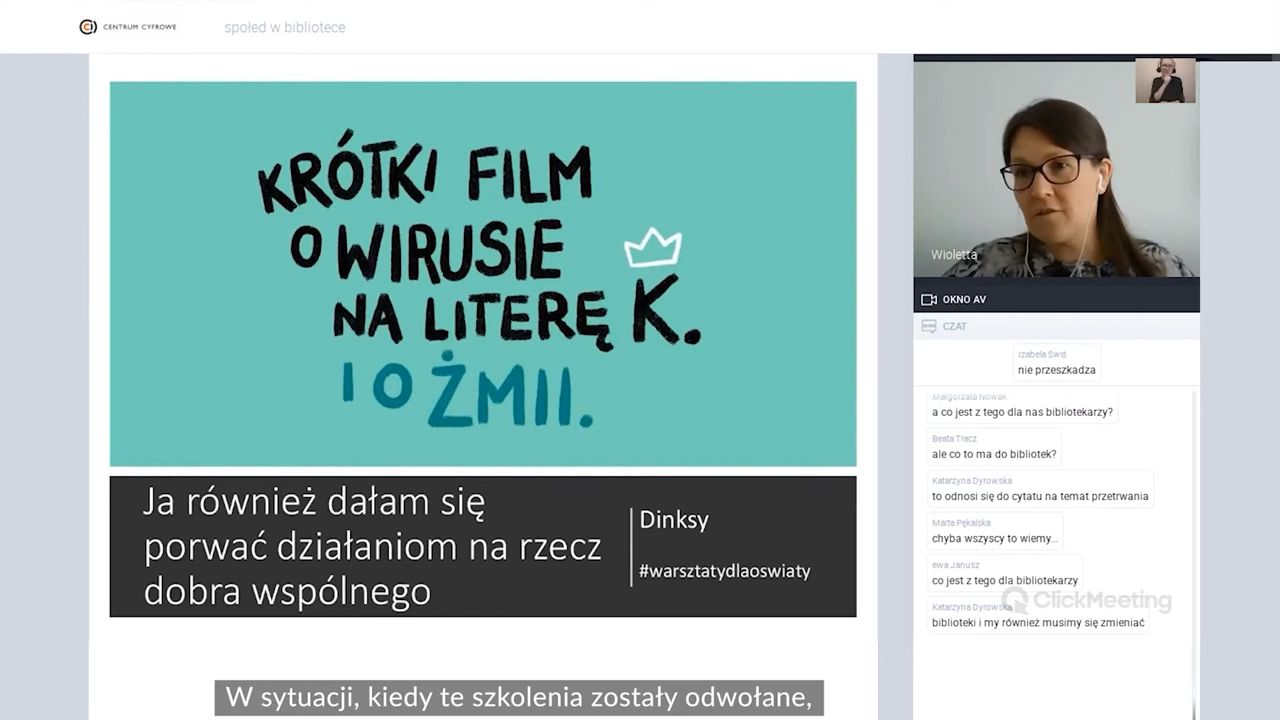 CENTRUM CYFROWE
społed w bibliotece
KRÓTKI FILM
O WIRUSIE
NA LITERĘ K.
I O ŻMII.
Ja również dałam się
porwać działaniom na rzecz
dobra wspólnego
Dinksy
#warsztatydlaoswiaty
W sytuacji, kiedy te szkolenia zostały odwołane,
Wioletta
OKNO AV
CZAT
Izabela Świś
nie przeszkadza
Małgorzata Nowak
a co jest z tego dla nas bibliotekarzy?
Beata Tracz
ale co to ma do bibliotek?
Katarzyna Dyrowska
to odnosi się do cytatu na temat przetrwania
Marta Pękalska
chyba wszyscy to wiemy...
ewa Janusz
co jest z tego dla bibliotekarzy
ClickMeeting
Katarzyna Dyrowska
biblioteki i my również musimy się zmieniać